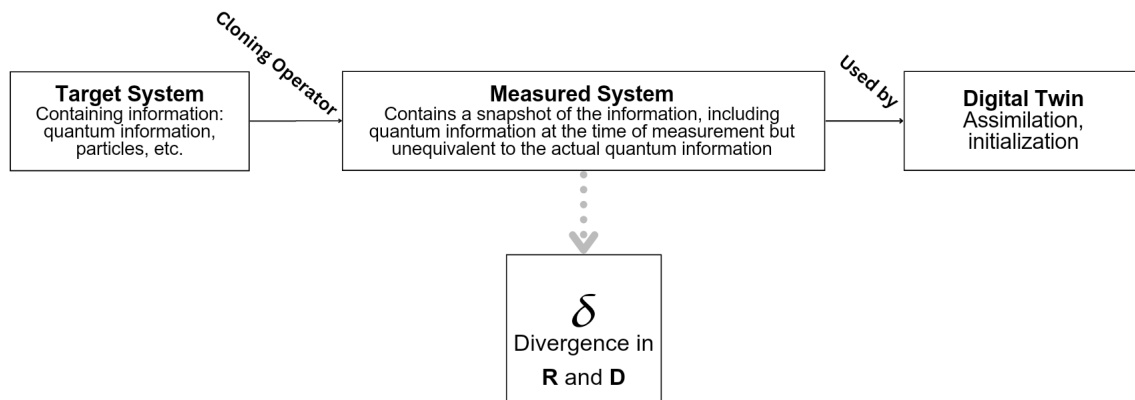 Cloning Operator
Used by
Target System
Containing information:
quantum information,
particles, etc.
Measured System
Contains a snapshot of the information, including
quantum information at the time of measurement but
unequivalent to the actual quantum information
Digital Twin
Assimilation,
initialization
δ
Divergence in
R and D